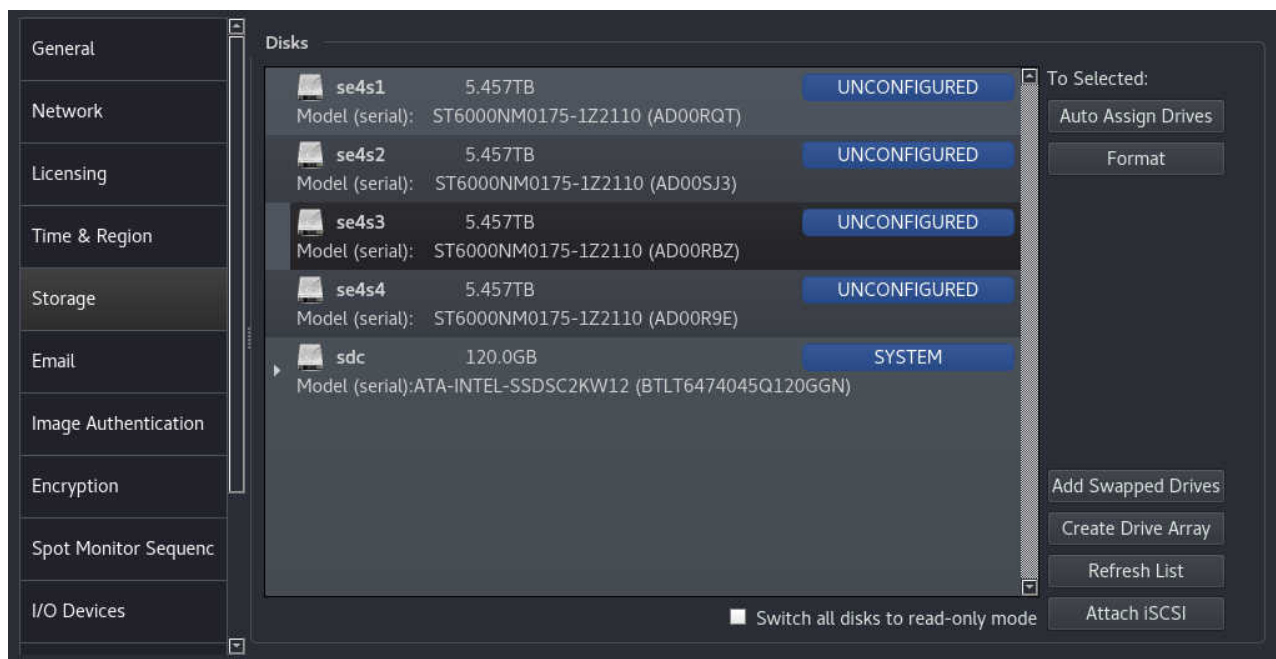 General
Network
Licensing
Time & Region
Storage
Email
Image Authentication
Encryption
Spot Monitor Sequenc
I/O Devices
Disks
se4s1 5.457TB UNCONFIGURED
Model (serial): ST6000NM0175-1Z2110 (AD00RQT)
se4s2 5.457TB UNCONFIGURED
Model (serial): ST6000NM0175-1Z2110 (AD00SJ3)
se4s3 5.457TB UNCONFIGURED
Model (serial): ST6000NM0175-1Z2110 (AD00RBZ)
se4s4 5.457TB UNCONFIGURED
Model (serial): ST6000NM0175-1Z2110 (AD00R9E)
sdc 120.0GB SYSTEM
Model (serial):ATA-INTEL-SSDSC2KW12 (BTLT6474045Q120GGN)
Switch all disks to read-only mode
To Selected:
Auto Assign Drives
Format
Add Swapped Drives
Create Drive Array
Refresh List
Attach iSCSI